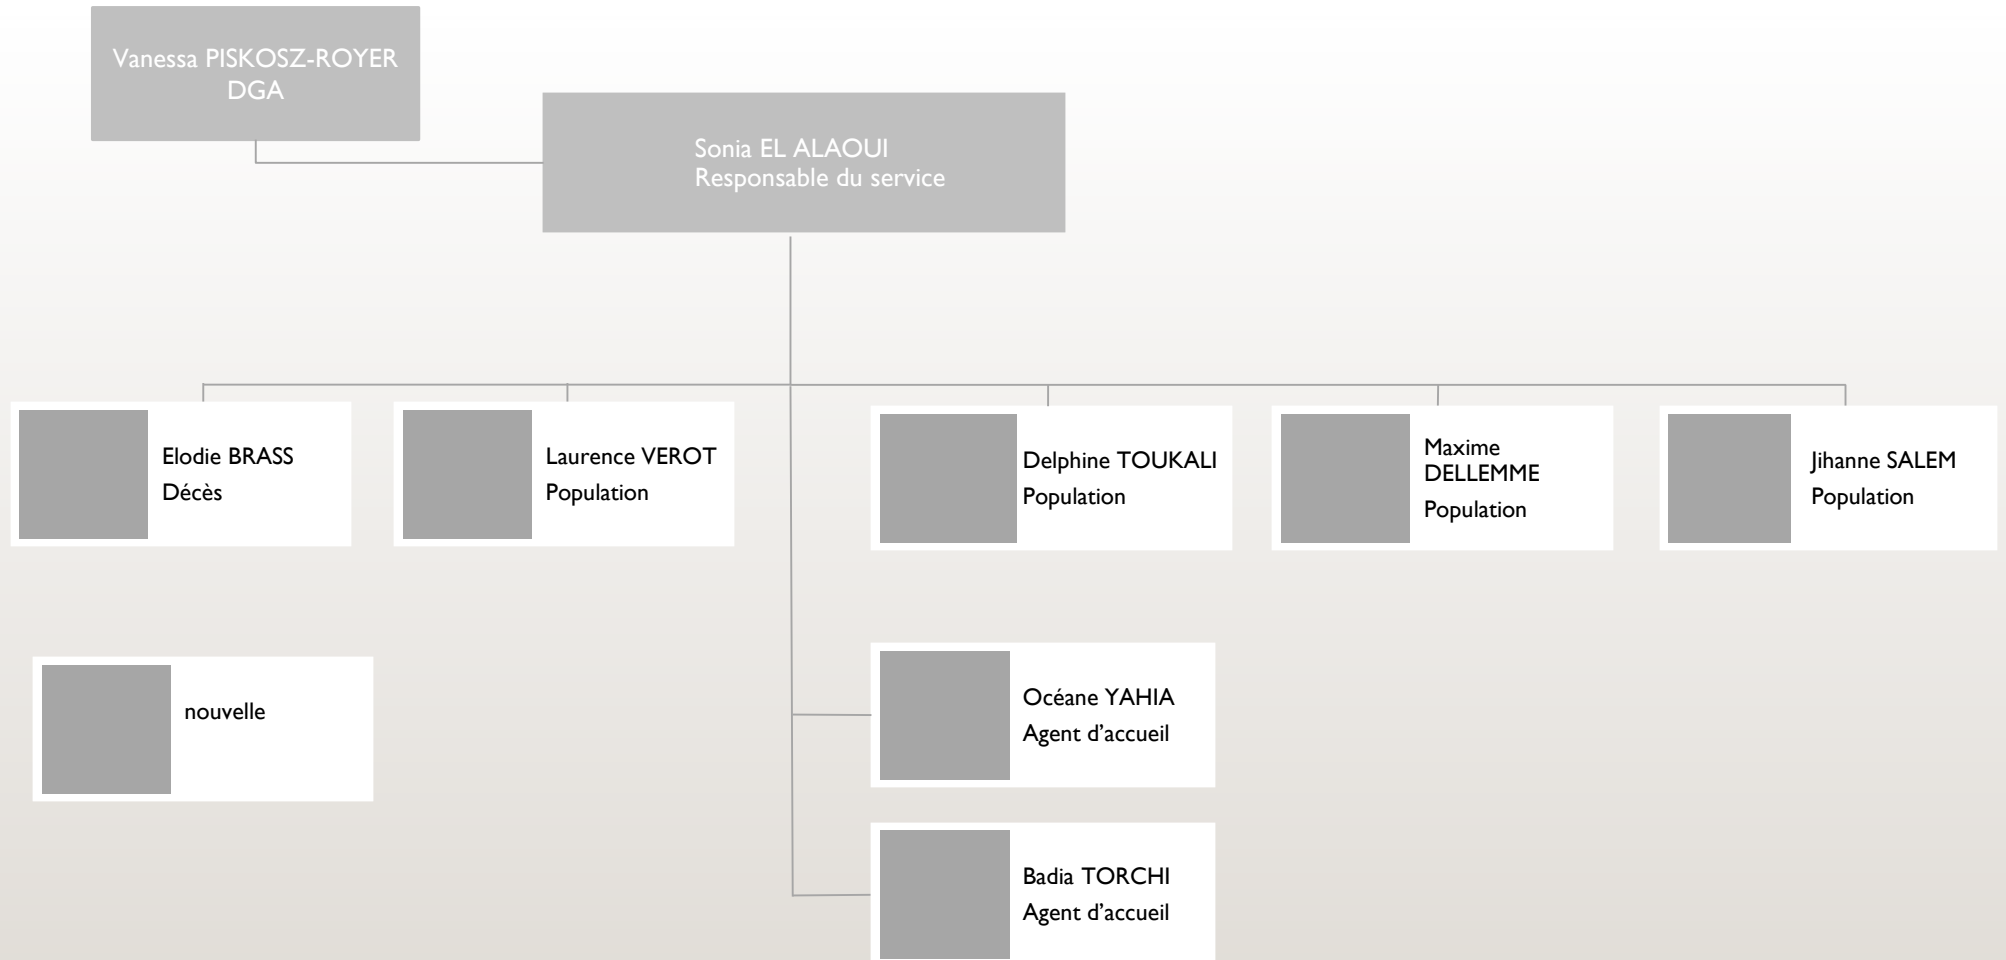 Vanessa PISKOSZ-ROYER
DGA
Sonia EL ALAOUI
Responsable du service
Elodie BRASS
Décès
Laurence VEROT
Population
Delphine TOUKALI
Population
Maxime
DELLEMME
Population
Jihanne SALEM
Population
nouvelle
Océane YAHIA
Agent d’accueil
Badia TORCHI
Agent d’accueil